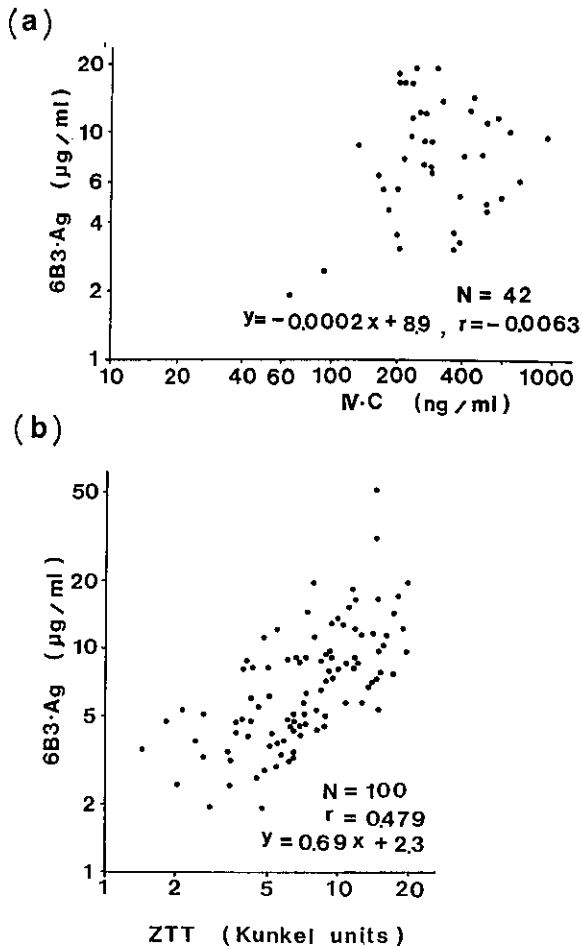 (a)
6B3·Ag (µg/ml)
20
10
6
4
2
1
N = 42
y=-0.0002x+8.9 , r=-0.0063
10 20 40 60 100 200 400 1000
Ⅳ·C (ng/ml)
(b)
6B3·Ag (µg/ml)
50
20
10
5
2
1
N = 100
r = 0.479
y = 0.69x + 2.3
1 2 5 10 20
ZTT (Kunkel units)